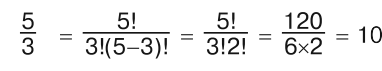 5/3 = 5!/3!(5–3)! = 5!/3!2! = 120/6×2 = 10